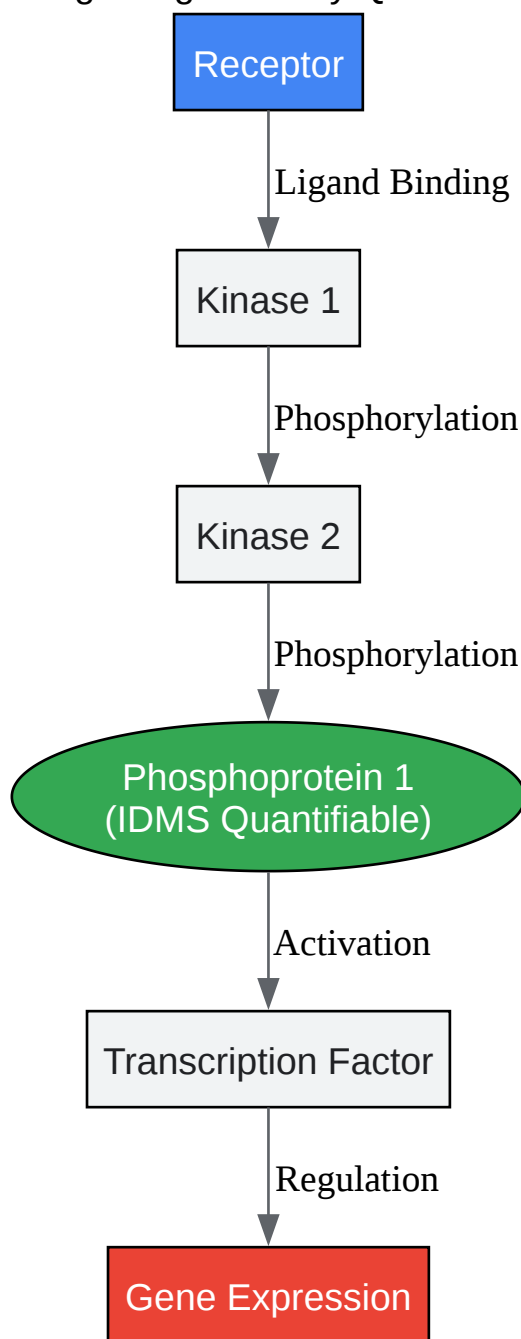 Receptor
Ligand Binding
Kinase 1
Phosphorylation
Kinase 2
Phosphorylation
Phosphoprotein 1
(IDMS Quantifiable)
Activation
Transcription Factor
Regulation
Gene Expression